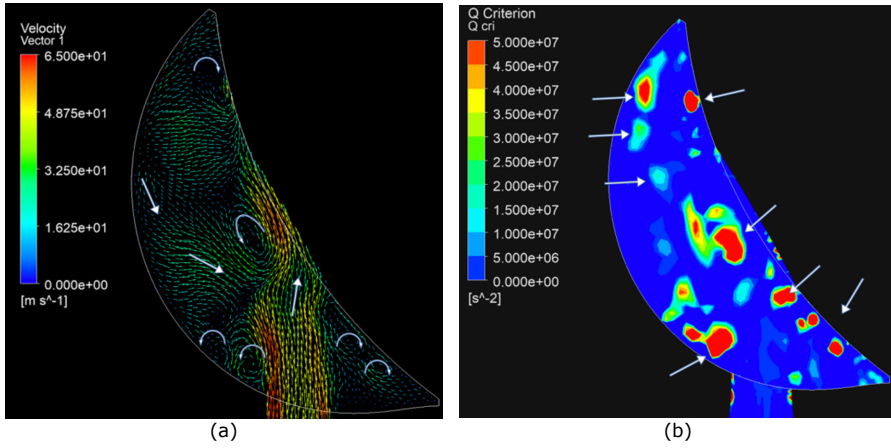 Velocity
Vector 1
6.500e+01
4.875e+01
3.250e+01
1.625e+01
0.000e+00
[m s^-1]
(a)
Q Criterion
Q cri
5.000e+07
4.500e+07
4.000e+07
3.500e+07
3.000e+07
2.500e+07
2.000e+07
1.500e+07
1.000e+07
5.000e+06
0.000e+00
[s^-2]
(b)